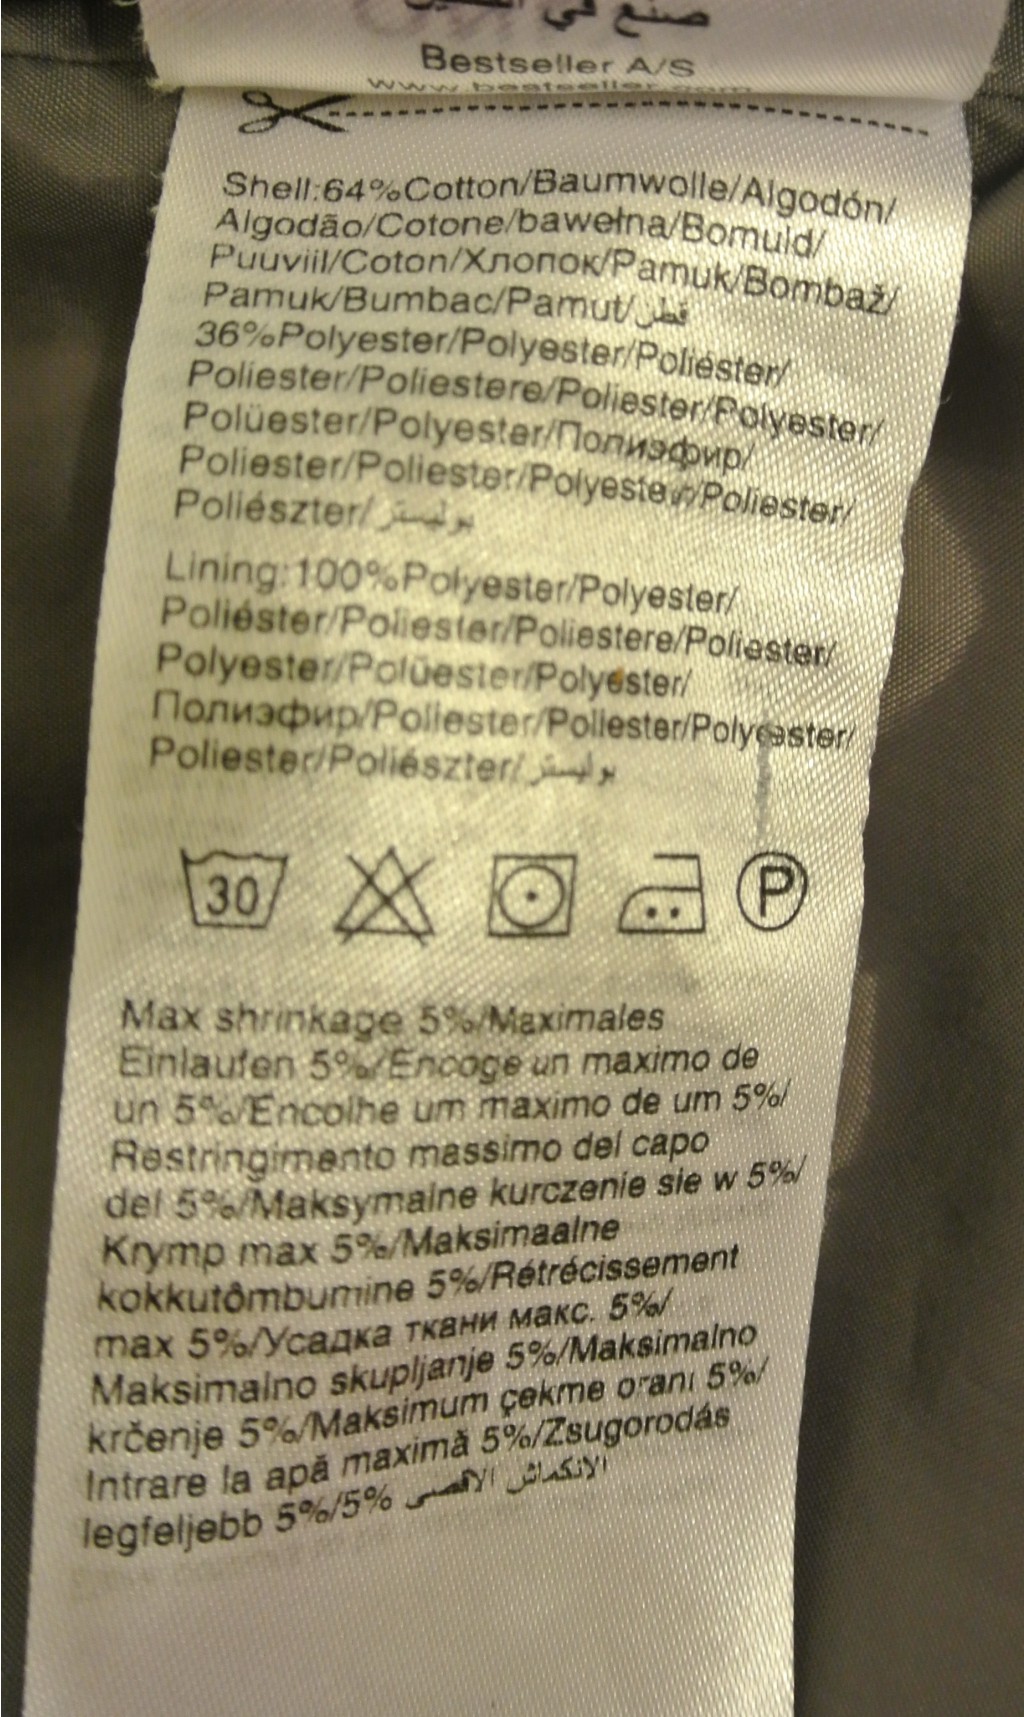 صنع في الصين
Bestseller A/S
www.bestseller.com
Shell:64%Cotton/Baumwolle/Algodón/
Algodão/Cotone/bawełna/Bomuld/
Puuviil/Coton/Хлопок/Pamuk/Bombaž/
Pamuk/Bumbac/Pamut/قطن
36%Polyester/Polyester/Poliéster/
Poliester/Poliestere/Poliester/Polyester/
Polüester/Polyester/Полиэфир/
Poliester/Poliester/Polyester/Poliester/
Poliészter/بوليستر
Lining:100%Polyester/Polyester/
Poliéster/Poliester/Poliestere/Poliester/
Polyester/Polüester/Polyester/
Полиэфир/Poliester/Poliester/Polyester/
Poliester/Poliészter/بوليستر
30
P
Max shrinkage 5%/Maximales
Einlaufen 5%/Encoge un maximo de
un 5%/Encolhe um maximo de um 5%/
Restringimento massimo del capo
del 5%/Maksymalne kurczenie sie w 5%/
Krymp max 5%/Maksimaalne
kokkutômbumine 5%/Rétrécissement
max 5%/Усадка ткани макс. 5%/
Maksimalno skupljanje 5%/Maksimalno
krčenje 5%/Maksimum çekme oranı 5%/
Intrare la apă maximă 5%/Zsugorodás
legfeljebb 5%/5% الانكماش الاقصى